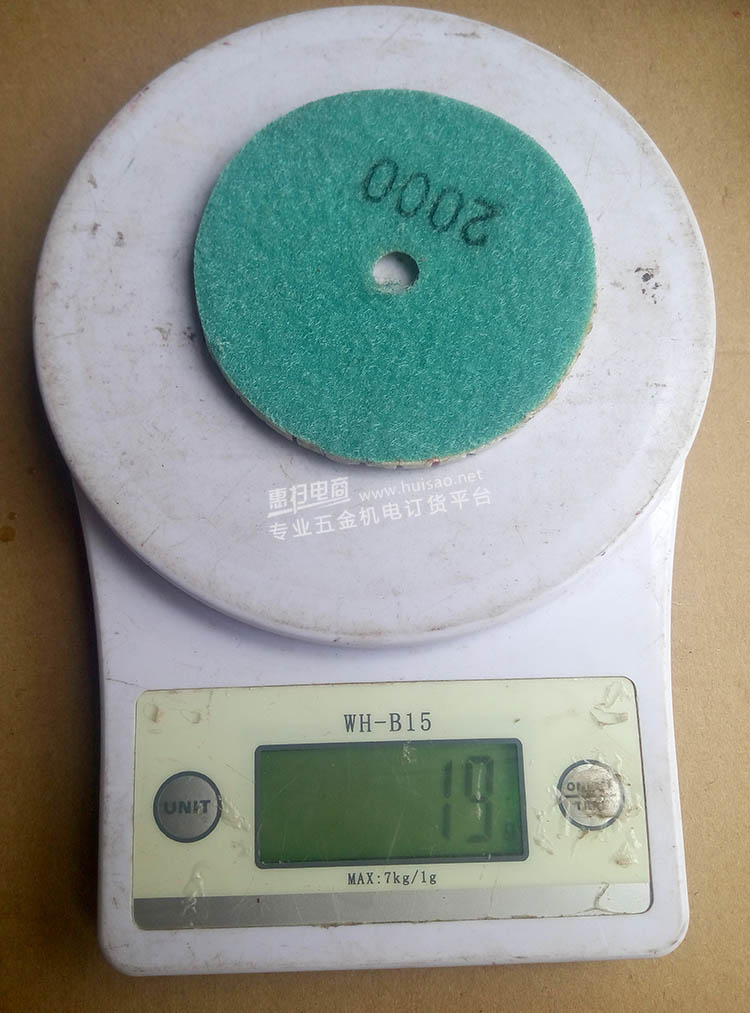 2000
惠扫电商 www.huisao.net
专业五金机电订货平台
WH-B15
UNIT
19 g
MAX:7kg/1g